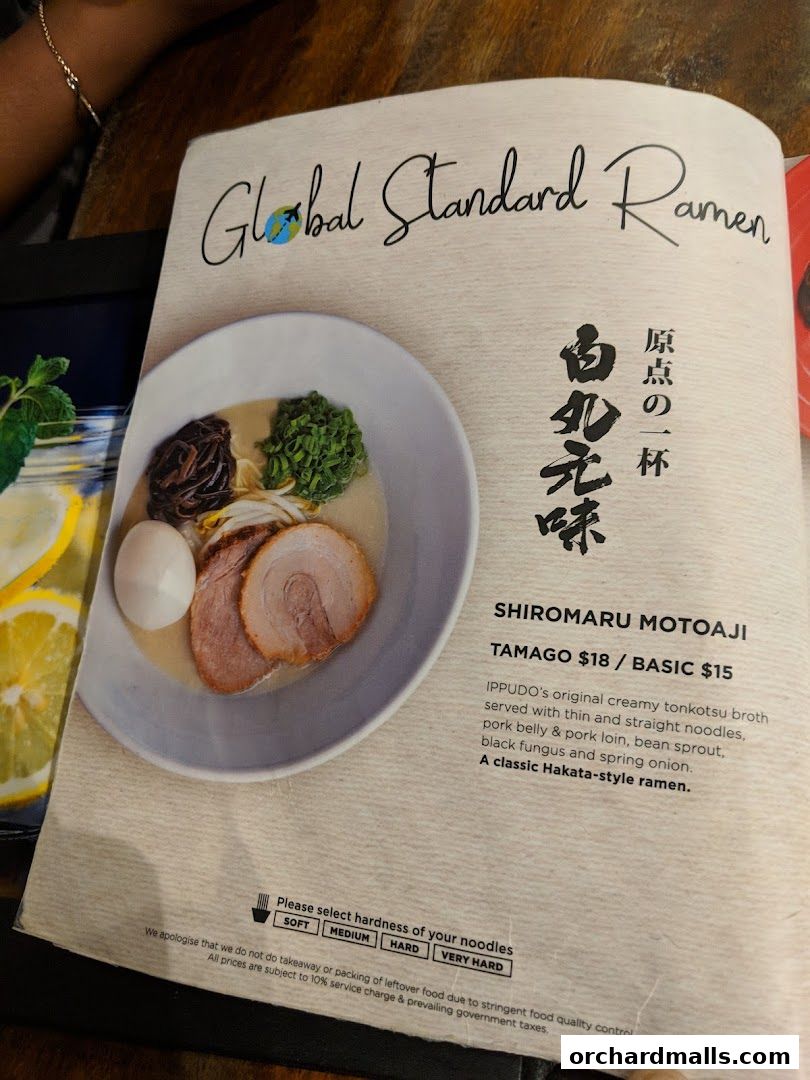 Global Standard Ramen
原点の一杯
白丸元味
SHIROMARU MOTOAJI
TAMAGO $18 / BASIC $15
IPPUDO's original creamy tonkotsu broth
served with thin and straight noodles,
pork belly & pork loin, bean sprout,
black fungus and spring onion.
A classic Hakata-style ramen.
Please select hardness of your noodles
SOFT MEDIUM HARD VERY HARD
We apologise that we do not do takeaway or packing of leftover food due to stringent food quality control.
All prices are subject to 10% service charge & prevailing government taxes.
orchardmalls.com